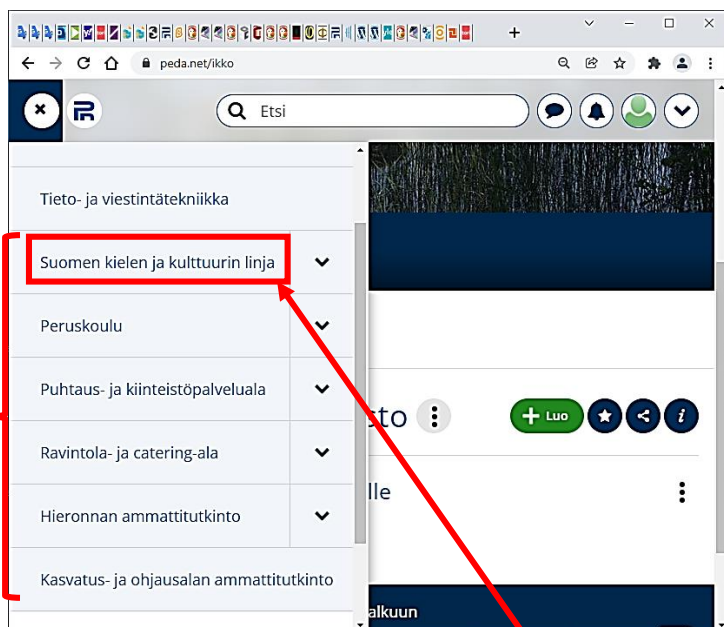 peda.net/ikko
Etsi
Tieto- ja viestintätekniikka
Suomen kielen ja kulttuurin linja
Peruskoulu
Puhtaus- ja kiinteistöpalveluala
sto
+ Luo
Ravintola- ja catering-ala
lle
Hieronnan ammattitutkinto
Kasvatus- ja ohjausalan ammattitutkinto
alkuun